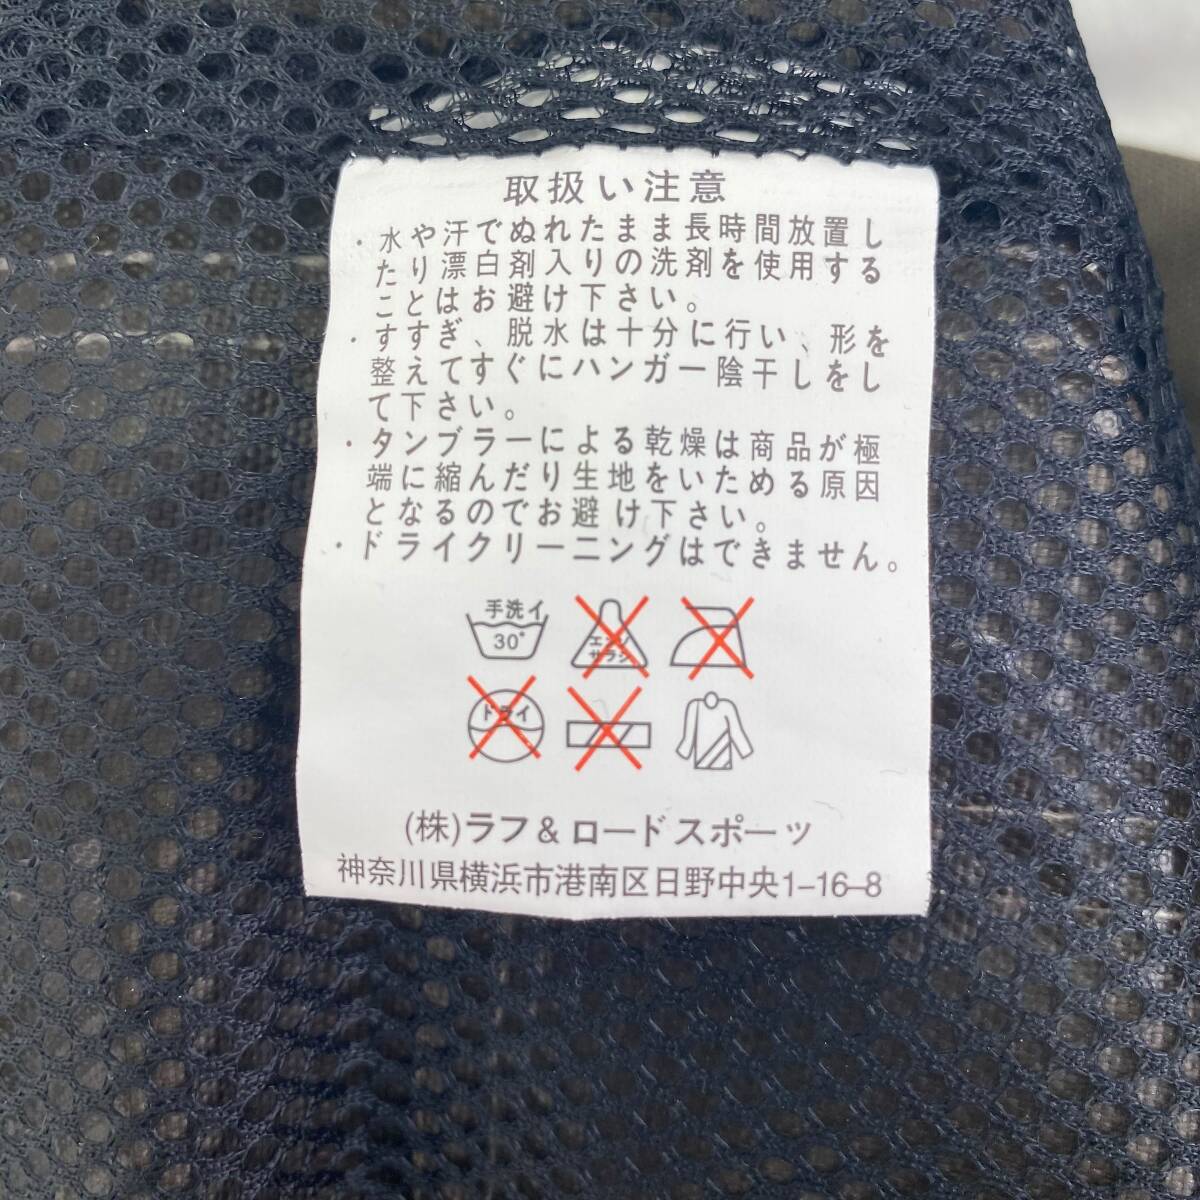 取扱い注意
・水や汗でぬれたまま長時間放置し
たり漂白剤入りの洗剤を使用する
ことはお避け下さい。
・すすぎ、脱水は十分に行い、形を
整えてすぐにハンガー陰干しをし
て下さい。
・タンブラーによる乾燥は商品が極
端に縮んだり生地をいためる原因
となるのでお避け下さい。
・ドライクリーニングはできません。
手洗イ
30°
エンソ
サラシ
ドライ
(株)ラフ&ロードスポーツ
神奈川県横浜市港南区日野中央1-16-8